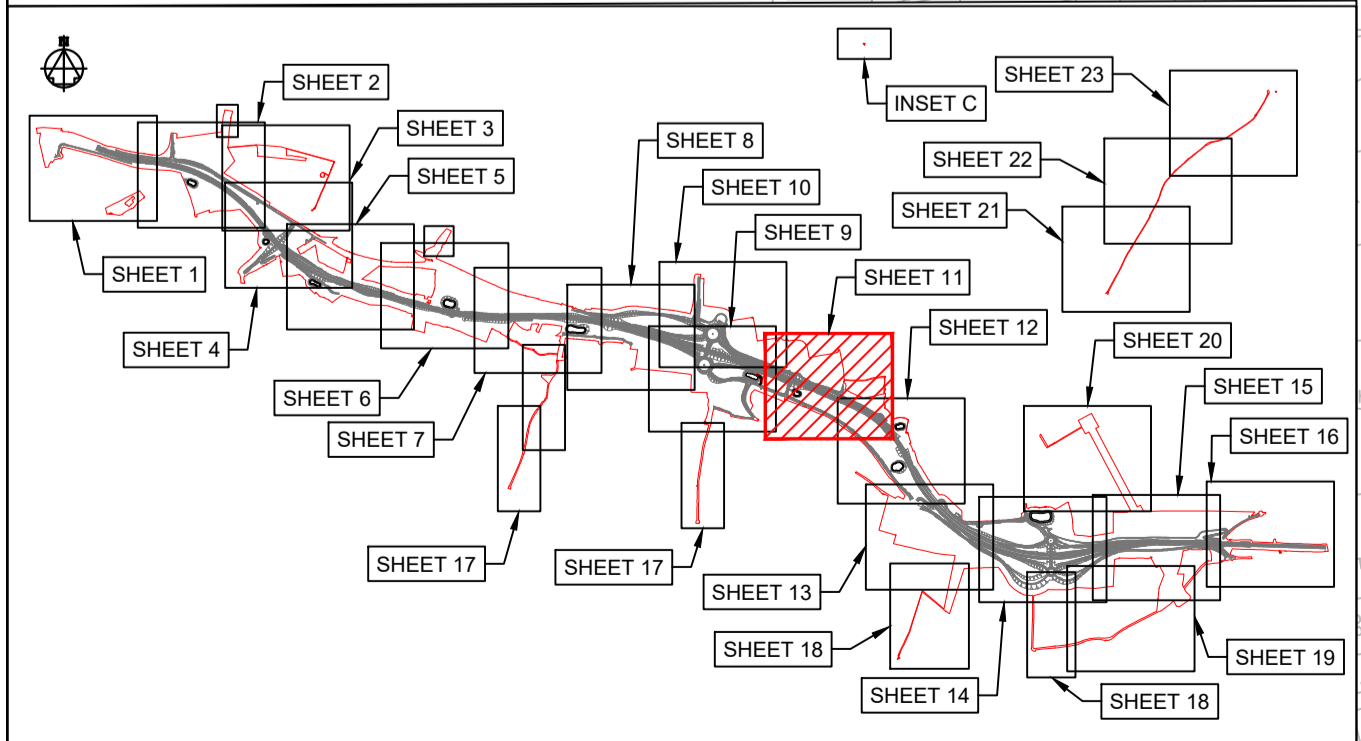 N
SHEET 2
SHEET 3
SHEET 5
SHEET 8
SHEET 10
SHEET 9
SHEET 11
SHEET 12
INSET C
SHEET 23
SHEET 22
SHEET 21
SHEET 1
SHEET 4
SHEET 6
SHEET 7
SHEET 20
SHEET 15
SHEET 16
SHEET 17
SHEET 17
SHEET 13
SHEET 18
SHEET 14
SHEET 19
SHEET 18